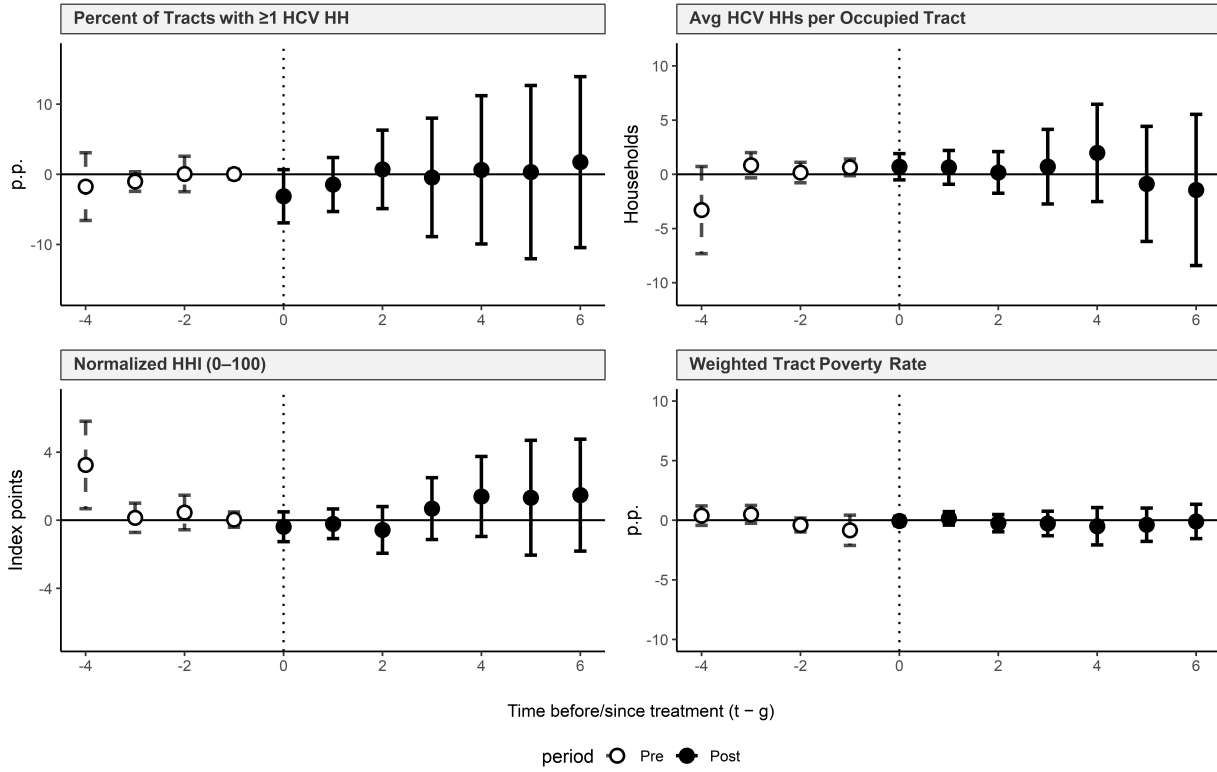 Percent of Tracts with ≥1 HCV HH
p.p.
10
0
-10
-4 -2 0 2 4 6
Avg HCV HHs per Occupied Tract
Households
10
5
0
-5
-10
-4 -2 0 2 4 6
Normalized HHI (0–100)
Index points
4
0
-4
-4 -2 0 2 4 6
Weighted Tract Poverty Rate
p.p.
10
5
0
-5
-10
-4 -2 0 2 4 6
Time before/since treatment (t − g)
period Pre Post